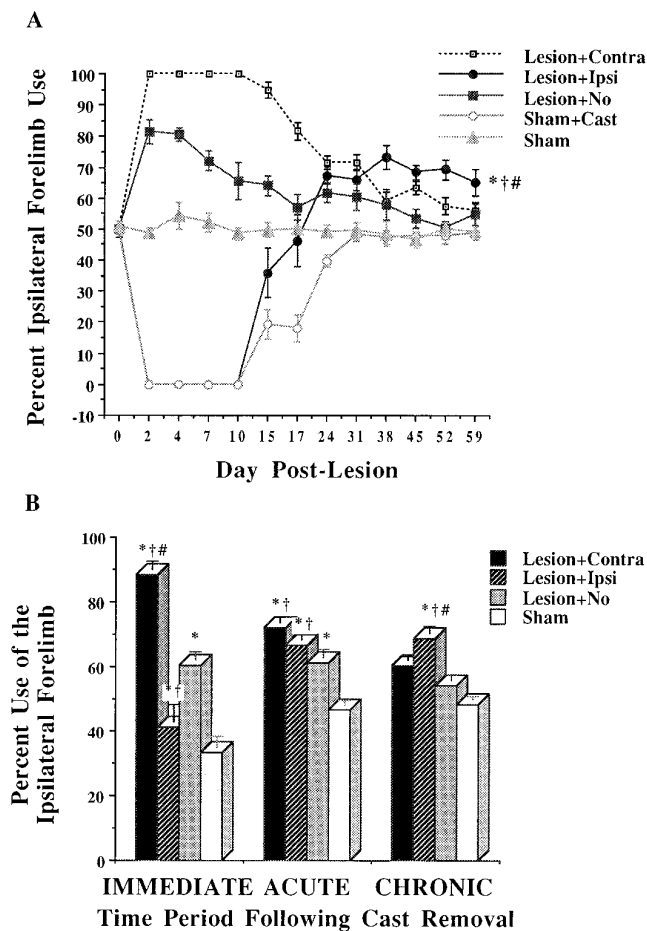 A
Lesion+Contra
Lesion+Ipsi
Lesion+No
Sham+Cast
Sham
Percent Ipsilateral Forelimb Use
100
90
80
70
60
50
40
30
20
10
0
-10
*†#
0 2 4 7 10 15 17 24 31 38 45 52 59
Day Post-Lesion
B
Lesion+Contra
Lesion+Ipsi
Lesion+No
Sham
Percent Use of the
Ipsilateral Forelimb
100
80
60
40
20
0
*†#
*†
*
*†
*†
*
*†#
IMMEDIATE ACUTE CHRONIC
Time Period Following Cast Removal